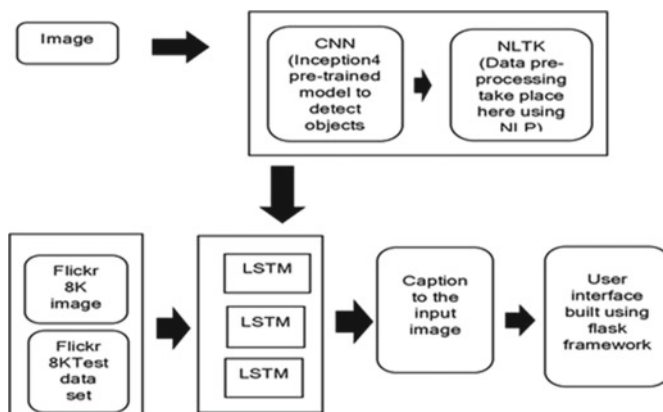 Image
CNN
(Inception4
pre-trained
model to
detect
objects
NLTK
(Data pre-
processing
take place
here using
NLP)
Flickr
8K
image
Flickr
8KTest
data
set
LSTM
LSTM
LSTM
Caption
to the
input
image
User
interface
built using
flask
framework